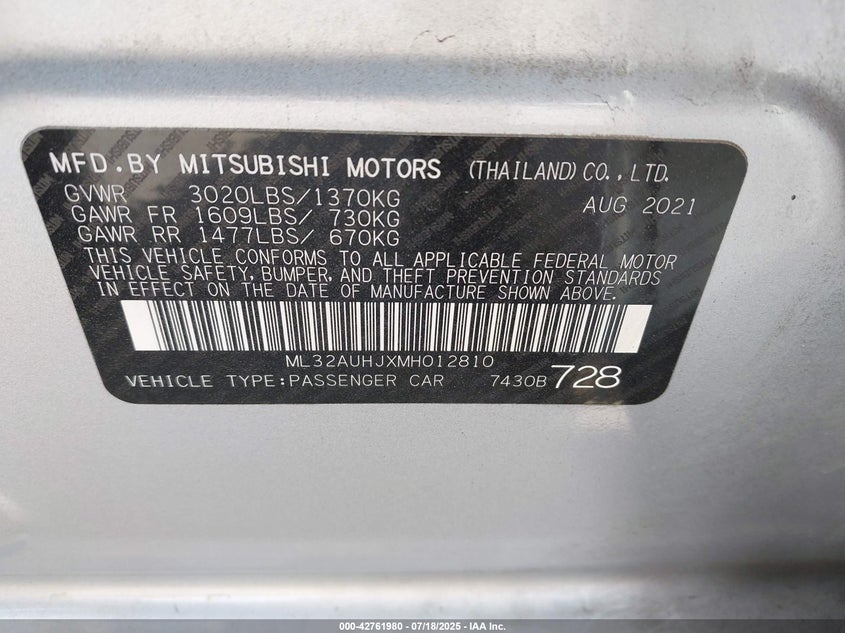 MFD.BY MITSUBISHI MOTORS (THAILAND) CO., LTD.
GVWR 3020LBS/1370KG AUG 2021
GAWR FR 1609LBS/ 730KG
GAWR RR 1477LBS/ 670KG
THIS VEHICLE CONFORMS TO ALL APPLICABLE FEDERAL MOTOR
VEHICLE SAFETY, BUMPER, AND THEFT PREVENTION STANDARDS
IN EFFECT ON THE DATE OF MANUFACTURE SHOWN ABOVE.
ML32AUHJXMH012810
VEHICLE TYPE:PASSENGER CAR 7430B 728
000-42761980 - 07/18/2025 - IAA Inc.